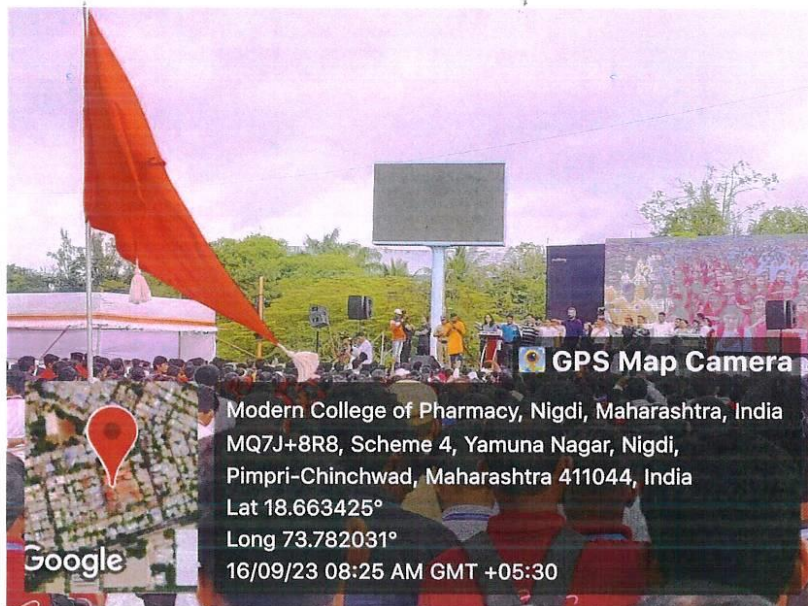 GPS Map Camera
Modern College of Pharmacy, Nigdi, Maharashtra, India
MQ7J+8R8, Scheme 4, Yamuna Nagar, Nigdi,
Pimpri-Chinchwad, Maharashtra 411044, India
Lat 18.663425°
Long 73.782031°
16/09/23 08:25 AM GMT +05:30
Google